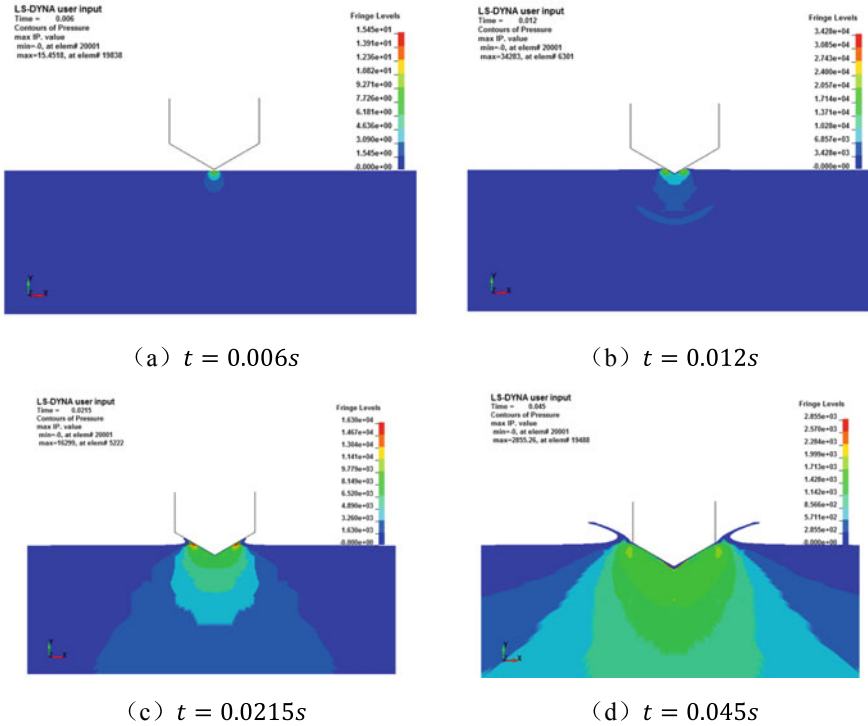 LS-DYNA user input
Time = 0.006
Contours of Pressure
max IP. value
min=-0, at elem# 20001
max=15.4518, at elem# 19838
Fringe Levels
1.545e+01
1.391e+01
1.236e+01
1.082e+01
9.271e+00
7.726e+00
6.181e+00
4.636e+00
3.090e+00
1.545e+00
-0.000e+00
Y
Z X
(a) t = 0.006s
LS-DYNA user input
Time = 0.012
Contours of Pressure
max IP. value
min=-0, at elem# 20001
max=34283, at elem# 6301
Fringe Levels
3.428e+04
3.085e+04
2.743e+04
2.400e+04
2.057e+04
1.714e+04
1.371e+04
1.028e+04
6.857e+03
3.428e+03
-0.000e+00
Y
Z X
(b) t = 0.012s
LS-DYNA user input
Time = 0.0215
Contours of Pressure
max IP. value
min=-0, at elem# 20001
max=16299, at elem# 5222
Fringe Levels
1.630e+04
1.467e+04
1.304e+04
1.141e+04
9.779e+03
8.149e+03
6.520e+03
4.890e+03
3.260e+03
1.630e+03
-0.000e+00
Y
Z X
(c) t = 0.0215s
LS-DYNA user input
Time = 0.045
Contours of Pressure
max IP. value
min=-0, at elem# 20001
max=2855.26, at elem# 19488
Fringe Levels
2.855e+03
2.570e+03
2.284e+03
1.999e+03
1.713e+03
1.428e+03
1.142e+03
8.566e+02
5.711e+02
2.855e+02
-0.000e+00
Y
Z X
(d) t = 0.045s